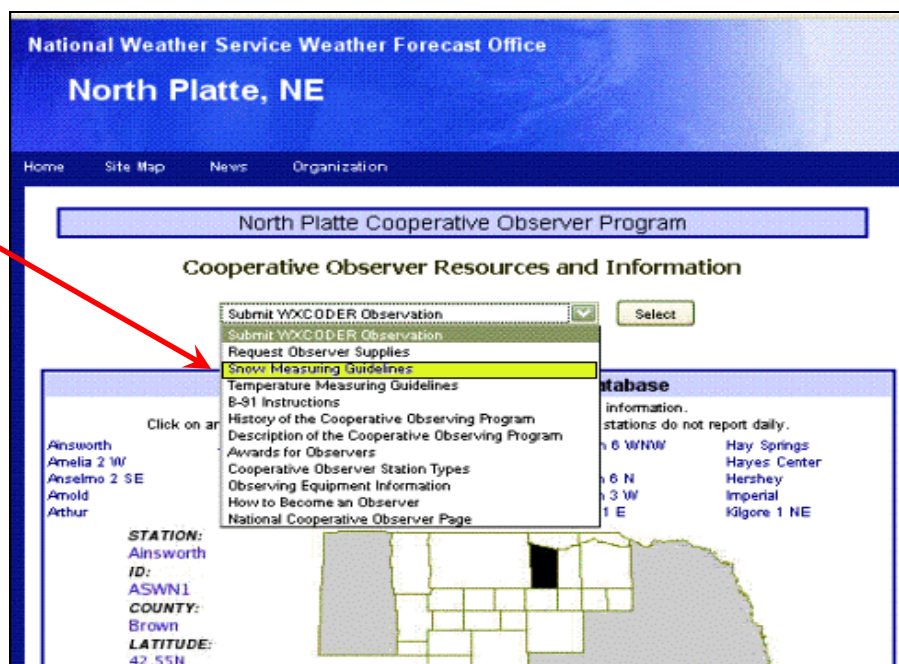 National Weather Service Weather Forecast Office
North Platte, NE
Home Site Map News Organization
North Platte Cooperative Observer Program
Cooperative Observer Resources and Information
Submit WXCODER Observation Select
Submit WXCODER Observation
Request Observer Supplies
Snow Measuring Guidelines
Temperature Measuring Guidelines
B-91 Instructions
History of the Cooperative Observing Program
Description of the Cooperative Observing Program
Awards for Observers
Cooperative Observer Station Types
Observing Equipment Information
How to Become an Observer
National Cooperative Observer Page
information.
Click on stations do not report daily.
Ainsworth 6 WNW Hay Springs
Amelia 2 W Hayes Center
Anselmo 2 SE 6 N Hershey
Arnold 3 W Imperial
Arthur 1 E Kilgore 1 NE
STATION:
Ainsworth
ID:
ASWN1
COUNTY:
Brown
LATITUDE:
42.55N